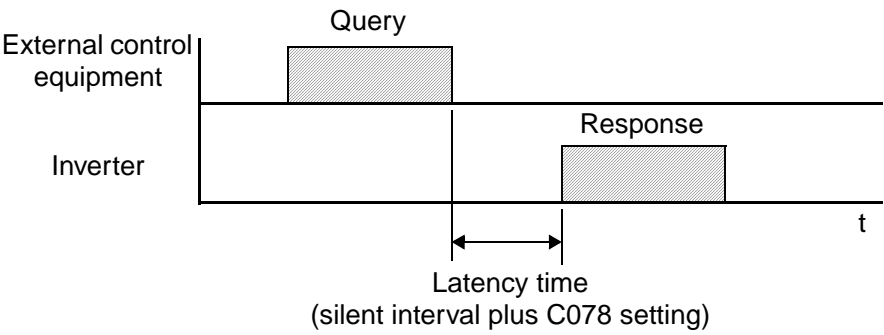 Query
External control
equipment
Response
Inverter
t
Latency time
(silent interval plus C078 setting)